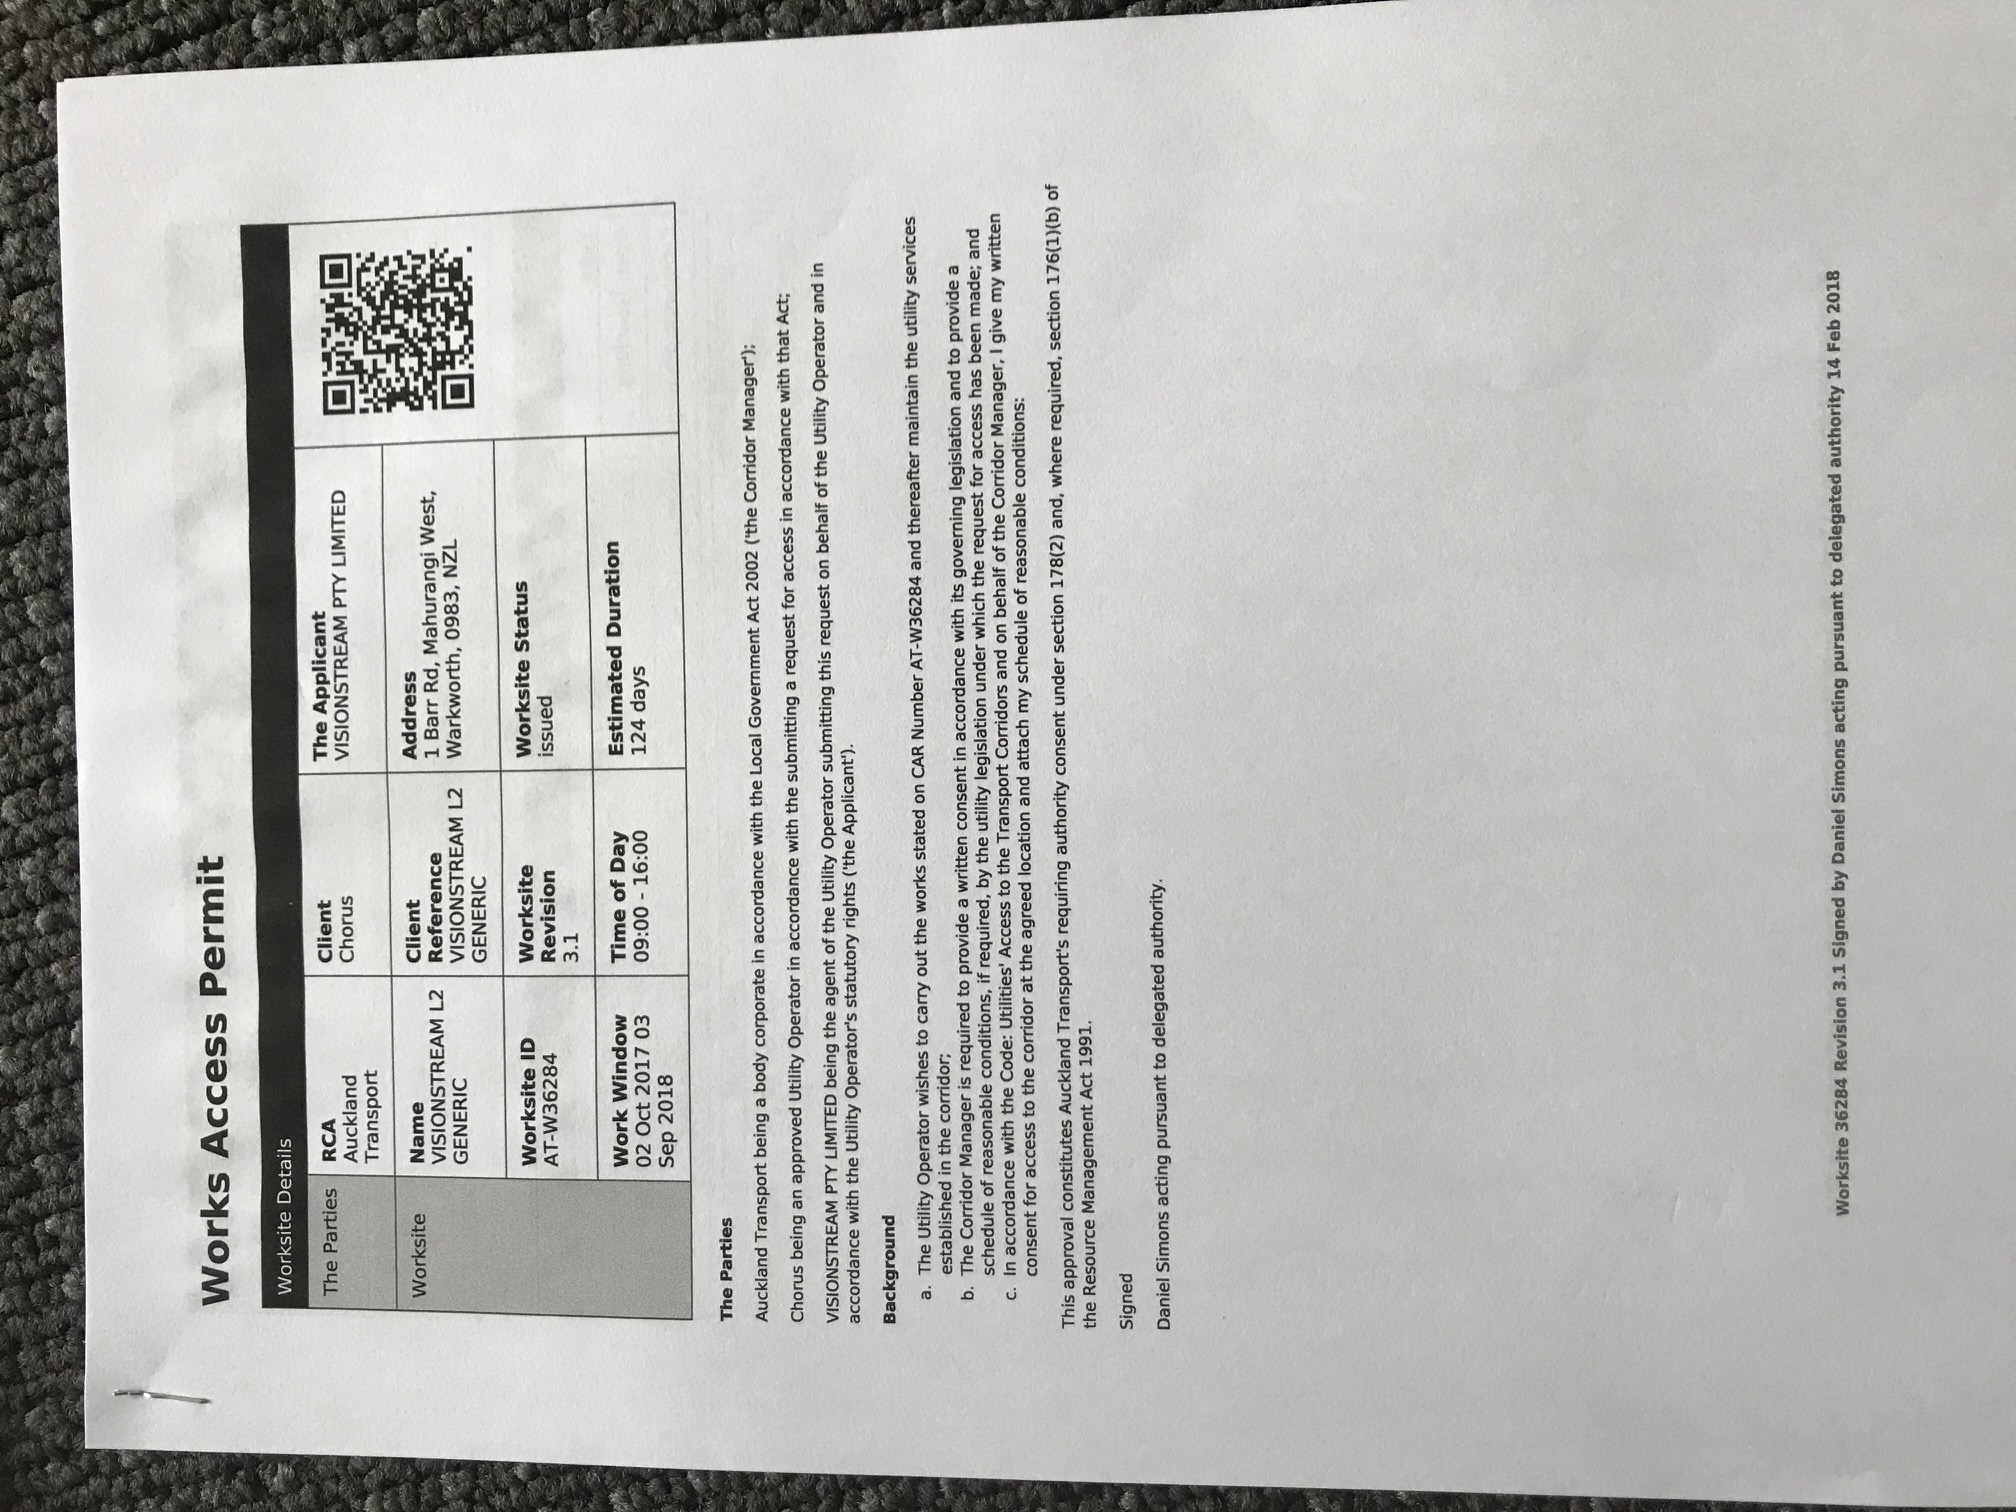 Works Access Permit
Worksite Details
The Parties
RCA
Auckland
Transport
Client
Chorus
The Applicant
VISIONSTREAM PTY LIMITED
Worksite
Name
VISIONSTREAM L2
GENERIC
Client
Reference
VISIONSTREAM L2
GENERIC
Address
1 Barr Rd, Mahurangi West,
Warkworth, 0983, NZL
Worksite ID
AT-W36284
Worksite
Revision
3.1
Worksite Status
issued
Work Window
02 Oct 2017 03
Sep 2018
Time of Day
09:00 - 16:00
Estimated Duration
124 days
The Parties
Auckland Transport being a body corporate in accordance with the Local Government Act 2002 ('the Corridor Manager');
Chorus being an approved Utility Operator in accordance with the submitting a request for access in accordance with that Act;
VISIONSTREAM PTY LIMITED being the agent of the Utility Operator submitting this request on behalf of the Utility Operator and in
accordance with the Utility Operator's statutory rights ('the Applicant').
Background
a. The Utility Operator wishes to carry out the works stated on CAR Number AT-W36284 and thereafter maintain the utility services
established in the corridor;
b. The Corridor Manager is required to provide a written consent in accordance with its governing legislation and to provide a
schedule of reasonable conditions, if required, by the utility legislation under which the request for access has been made; and
c. In accordance with the Code: Utilities' Access to the Transport Corridors and on behalf of the Corridor Manager, I give my written
consent for access to the corridor at the agreed location and attach my schedule of reasonable conditions:
This approval constitutes Auckland Transport's requiring authority consent under section 178(2) and, where required, section 176(1)(b) of
the Resource Management Act 1991.
Signed
Daniel Simons acting pursuant to delegated authority.
Worksite 36284 Revision 3.1 Signed by Daniel Simons acting pursuant to delegated authority 14 Feb 2018